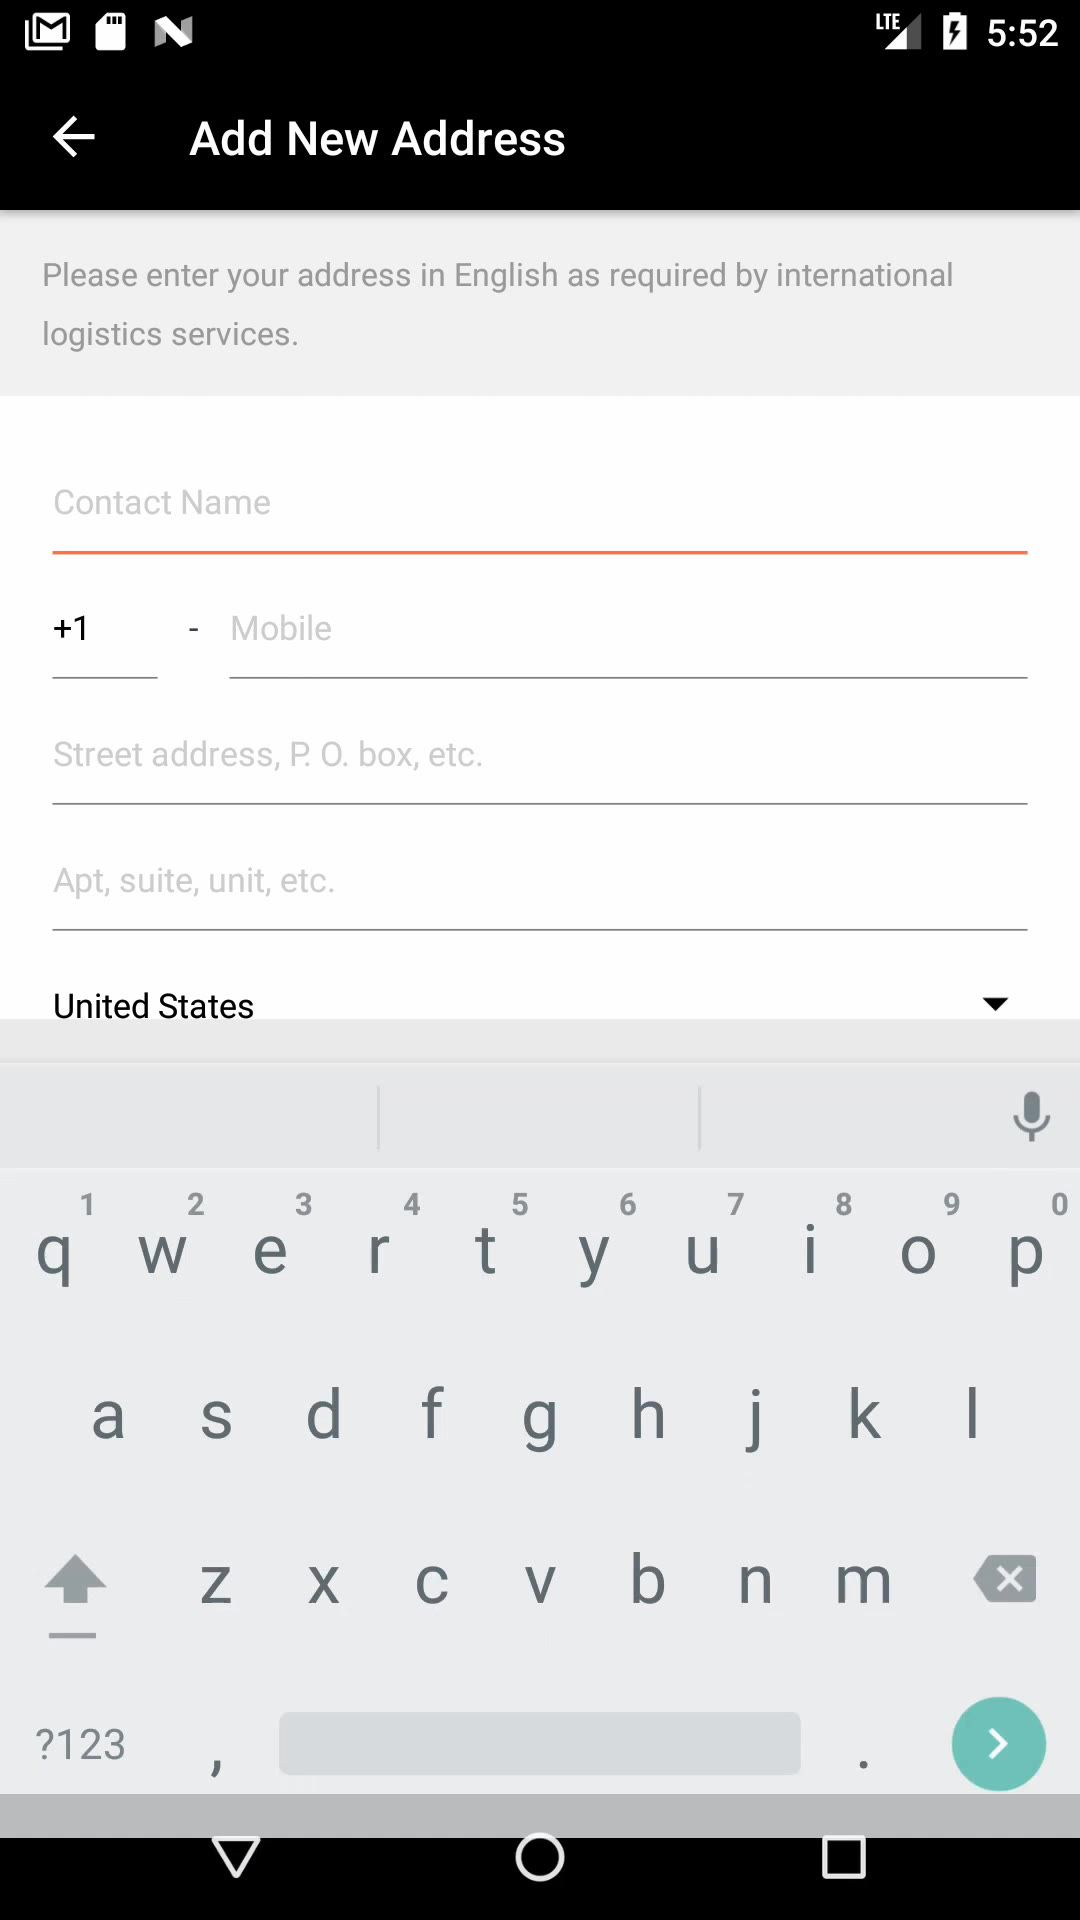 LTE 5:52
Add New Address
Please enter your address in English as required by international
logistics services.
Contact Name
+1 - Mobile
Street address, P. O. box, etc.
Apt, suite, unit, etc.
United States
1 2 3 4 5 6 7 8 9 0
q w e r t y u i o p
a s d f g h j k l
z x c v b n m
?123 , .